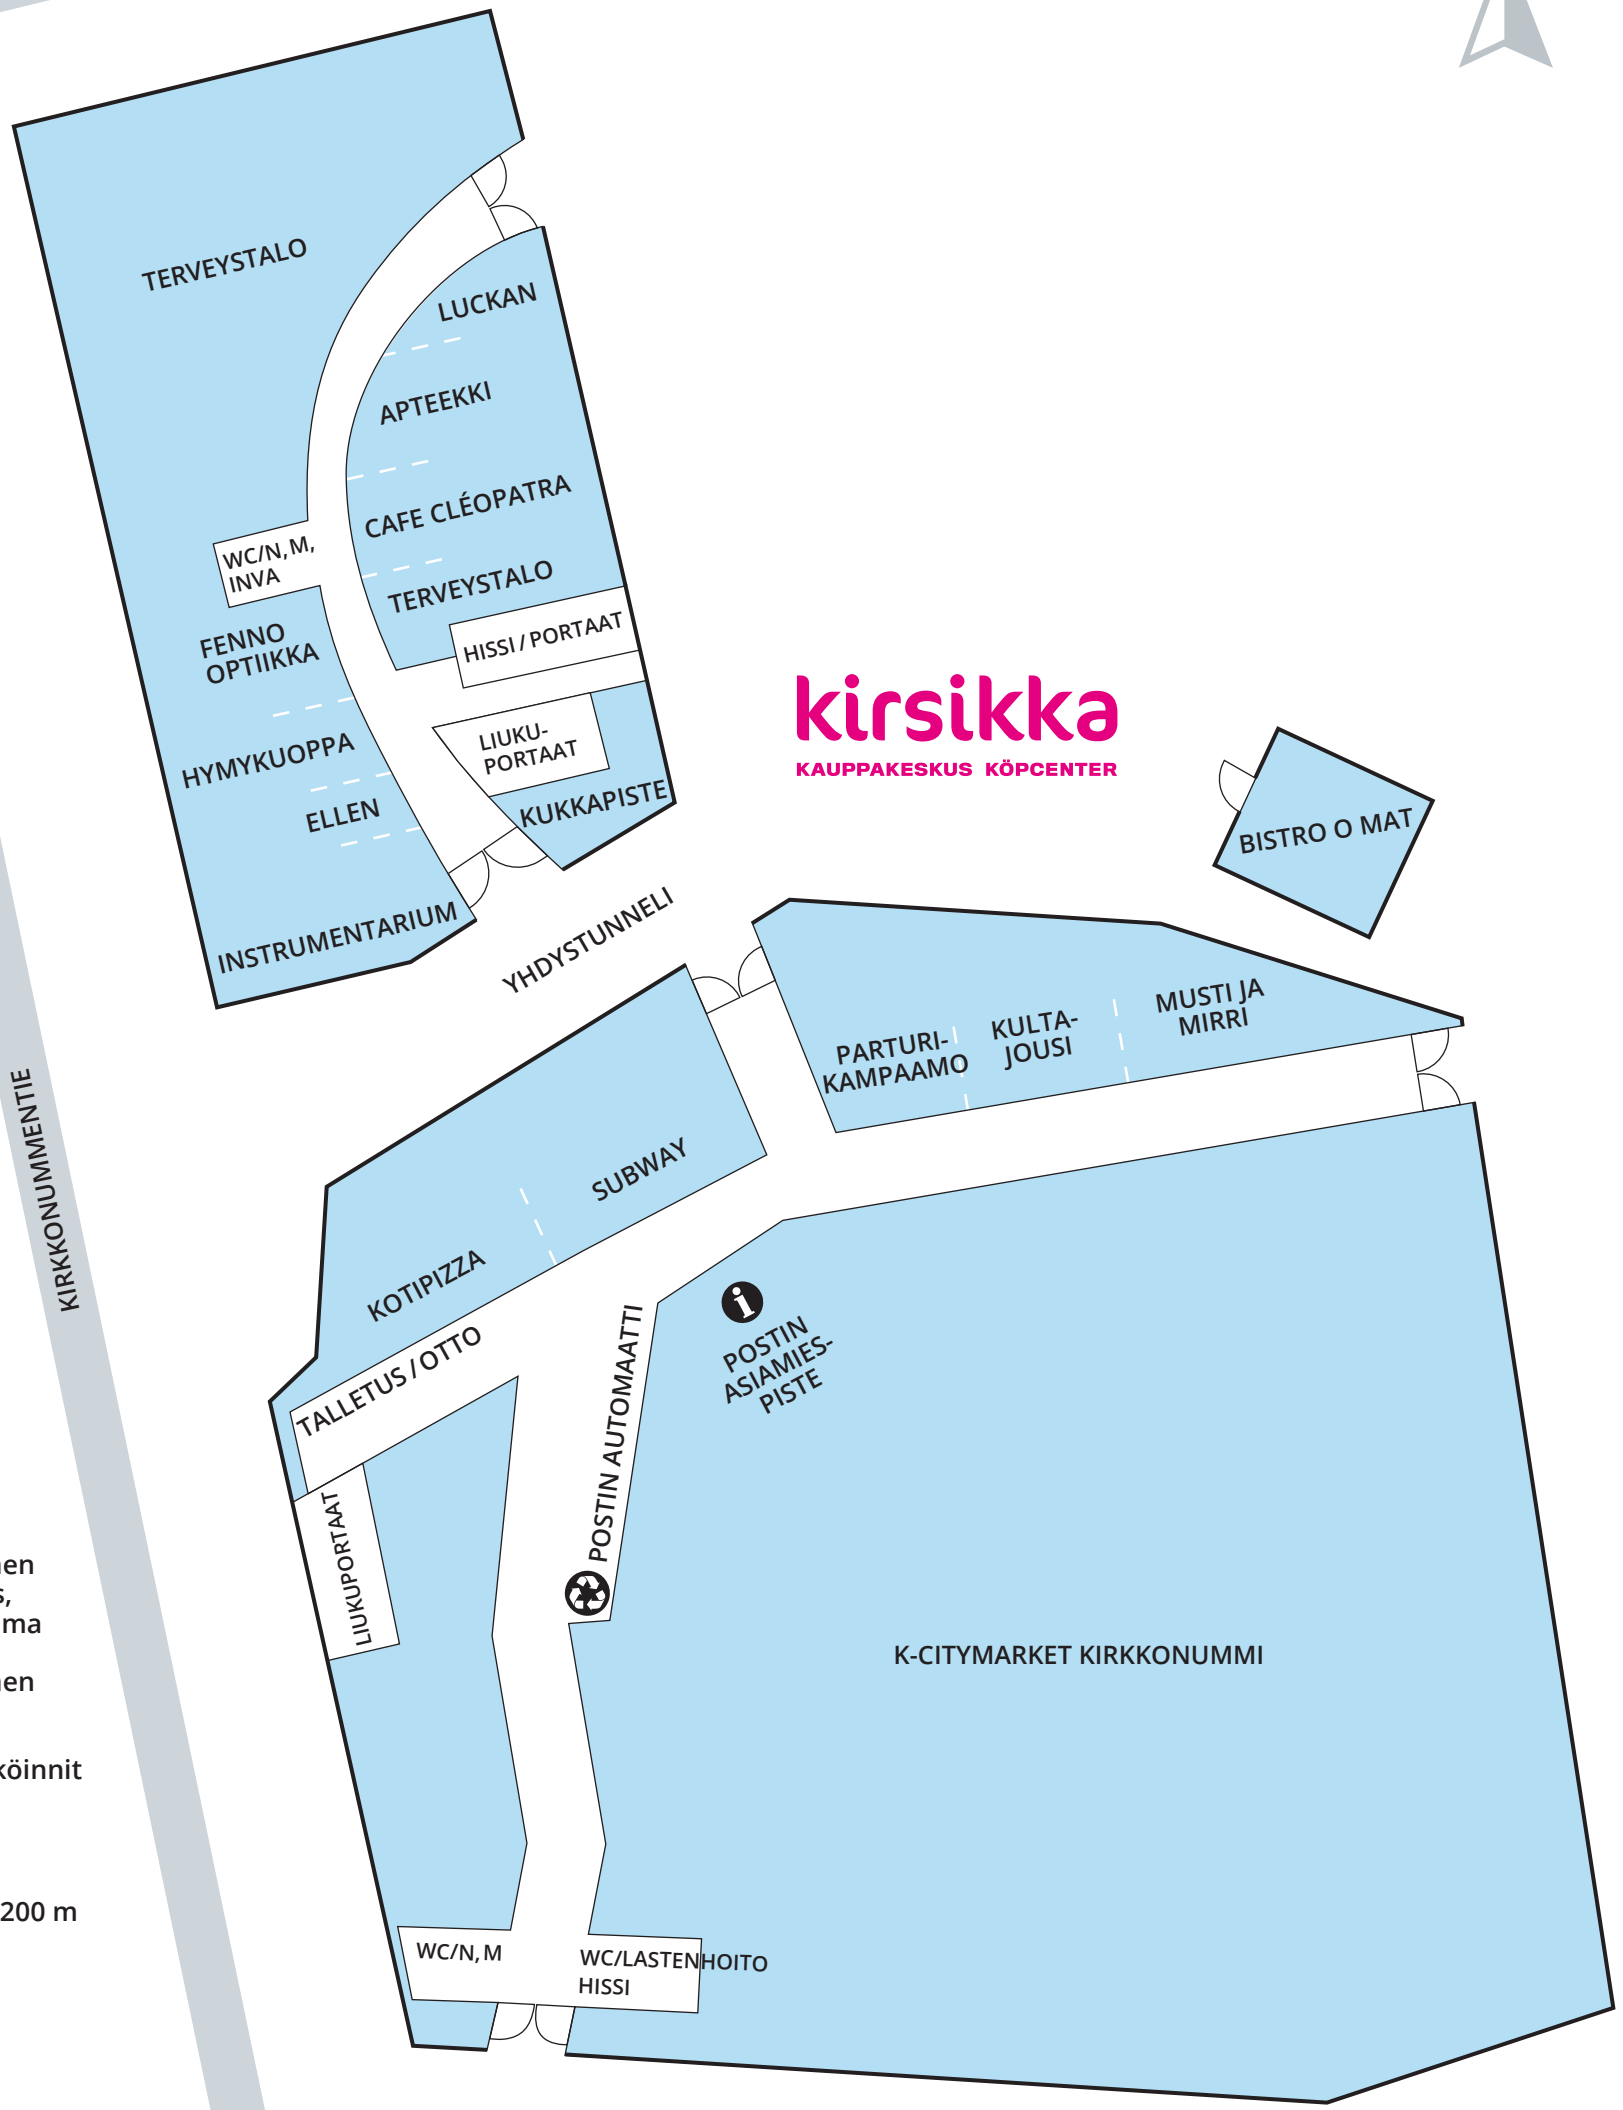 TERVEYSTALO
LUCKAN
APTEEKKI
CAFE CLÉOPATRA
TERVEYSTALO
WC/N, M,
INVA
HISSI / PORTAAT
FENNO
OPTIIKKA
LIUKU-
PORTAAT
HYMYKUOPPA
ELLEN
KUKKAPISTE
INSTRUMENTARIUM
kirsikka
KAUPPAKESKUS KÖPCENTER
BISTRO O MAT
YHDYSTUNNELI
PARTURI-
KAMPAAMO
KULTA-
JOUSI
MUSTI JA
MIRRI
SUBWAY
KOTIPIZZA
KIRKKONUMMENTIE
TALLETUS / OTTO
POSTIN AUTOMAATTI
POSTIN
ASIAMIES-
PISTE
LIUKUPORTAAT
K-CITYMARKET KIRKKONUMMI
200 m
WC/N, M
WC/LASTENHOITO
HISSI